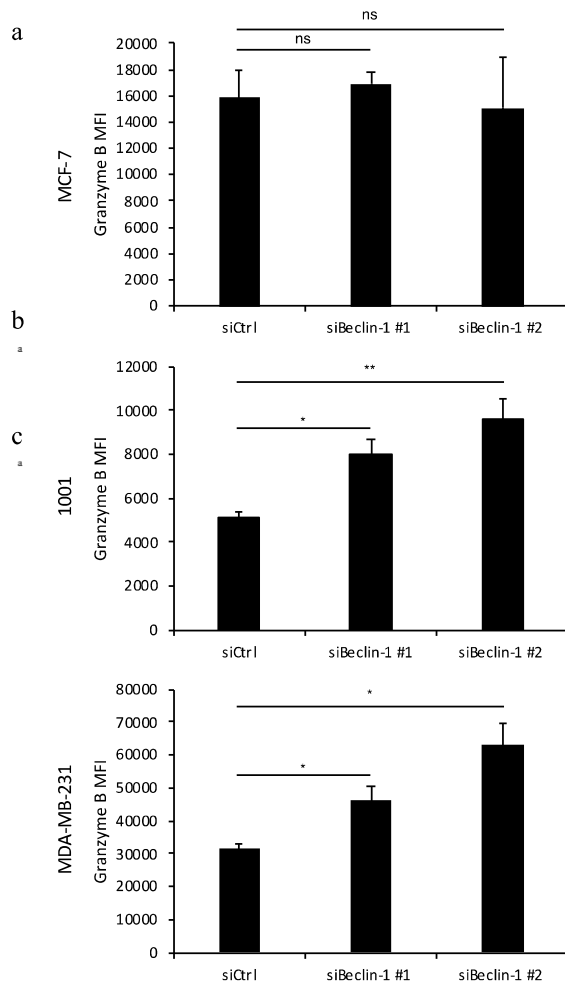 a
ns
ns
20000
18000
16000
14000
12000
10000
8000
6000
4000
2000
0
MCF-7
Granzyme B MFI
siCtrl
siBeclin-1 #1
siBeclin-1 #2
b
a
12000
10000
8000
6000
4000
2000
0
**
*
c
a
1001
Granzyme B MFI
siCtrl
siBeclin-1 #1
siBeclin-1 #2
80000
70000
60000
50000
40000
30000
20000
10000
0
*
*
MDA-MB-231
Granzyme B MFI
siCtrl
siBeclin-1 #1
siBeclin-1 #2